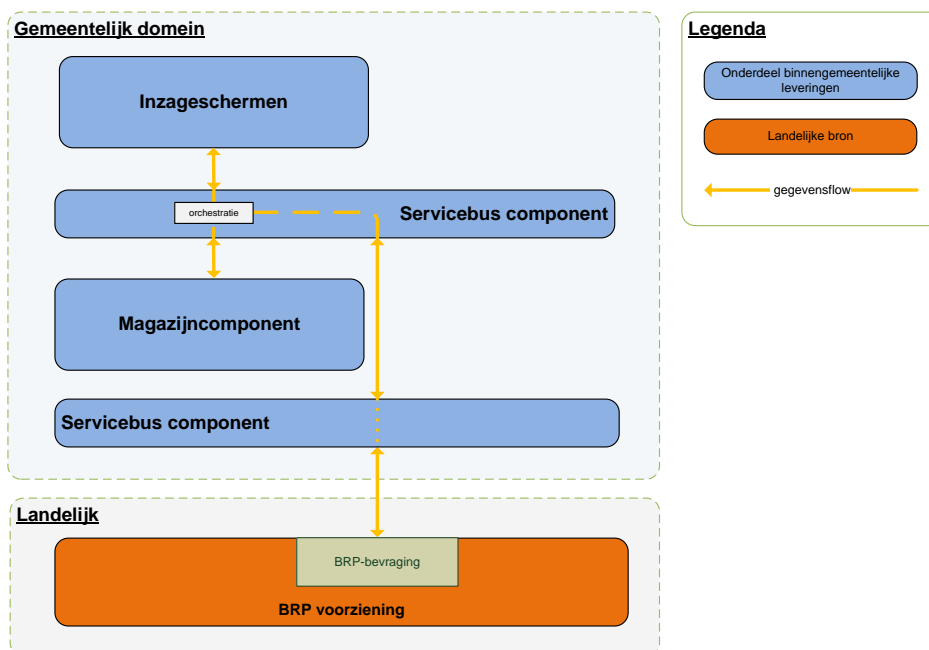 Gemeentelijk domein
Inzageschermen
orchestratie
Servicebus component
Magazijncomponent
Servicebus component
Landelijk
BRP-bevraging
BRP voorziening
Legenda
Onderdeel binnengemeentelijke
leveringen
Landelijke bron
gegevensflow